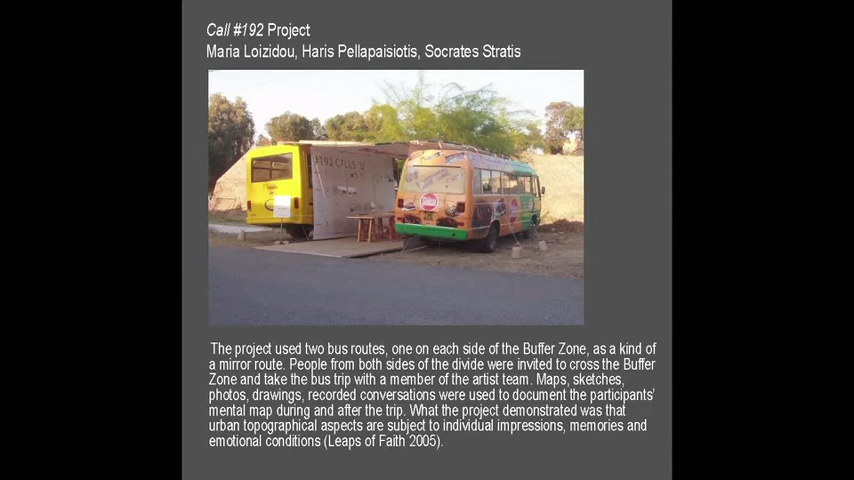 Call #192 Project
Maria Loizidou, Haris Pellapaisiotis, Socrates Stratis
#192 CALLS 'U'
The project used two bus routes, one on each side of the Buffer Zone, as a kind of
a mirror route. People from both sides of the divide were invited to cross the Buffer
Zone and take the bus trip with a member of the artist team. Maps, sketches,
photos, drawings, recorded conversations were used to document the participants'
mental map during and after the trip. What the project demonstrated was that
urban topographical aspects are subject to individual impressions, memories and
emotional conditions (Leaps of Faith 2005).